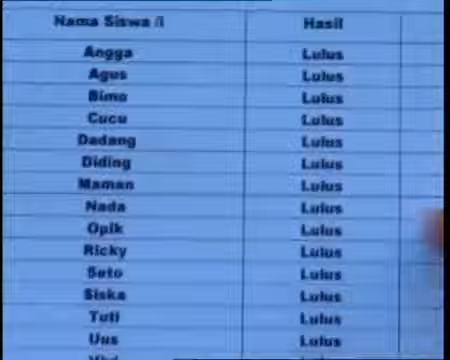 Nama Siswa /i Hasil
Angga Lulus
Agus Lulus
Bimo Lulus
Cucu Lulus
Dadang Lulus
Diding Lulus
Maman Lulus
Nada Lulus
Opik Lulus
Ricky Lulus
Seto Lulus
Siska Lulus
Tuti Lulus
Uus Lulus